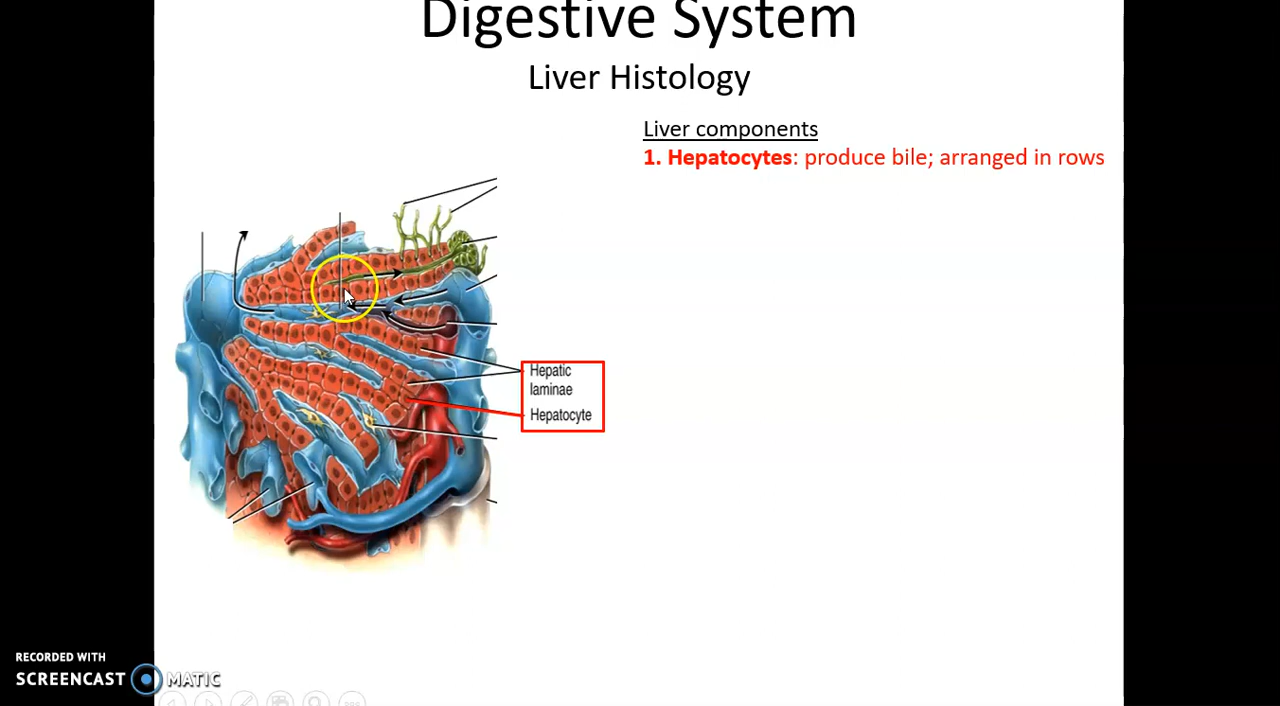 Digestive System
Liver Histology
Liver components
1. Hepatocytes: produce bile; arranged in rows
Hepatic
laminae
Hepatocyte
RECORDED WITH
SCREENCAST MATIC